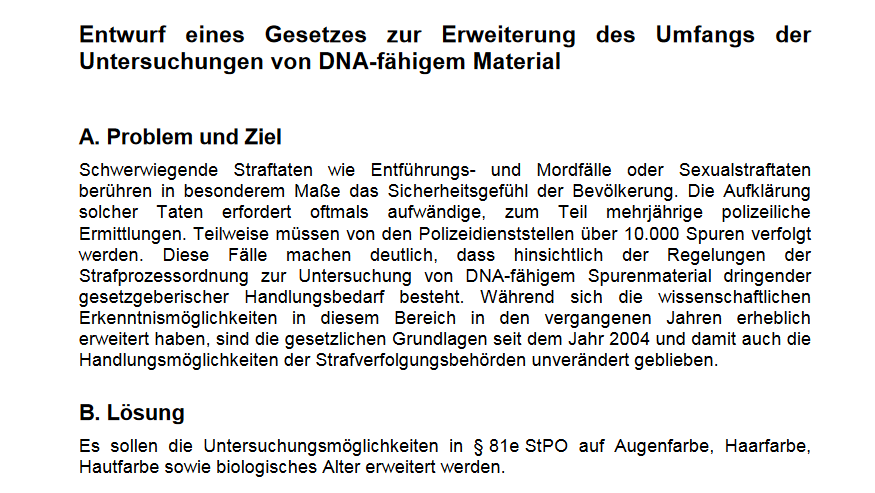 Entwurf eines Gesetzes zur Erweiterung des Umfangs der
Untersuchungen von DNA-fähigem Material
A. Problem und Ziel
Schwerwiegende Straftaten wie Entführungs- und Mordfälle oder Sexualstraftaten
berühren in besonderem Maße das Sicherheitsgefühl der Bevölkerung. Die Aufklärung
solcher Taten erfordert oftmals aufwändige, zum Teil mehrjährige polizeiliche
Ermittlungen. Teilweise müssen von den Polizeidienststellen über 10.000 Spuren verfolgt
werden. Diese Fälle machen deutlich, dass hinsichtlich der Regelungen der
Strafprozessordnung zur Untersuchung von DNA-fähigem Spurenmaterial dringender
gesetzgeberischer Handlungsbedarf besteht. Während sich die wissenschaftlichen
Erkenntnismöglichkeiten in diesem Bereich in den vergangenen Jahren erheblich
erweitert haben, sind die gesetzlichen Grundlagen seit dem Jahr 2004 und damit auch die
Handlungsmöglichkeiten der Strafverfolgungsbehörden unverändert geblieben.
B. Lösung
Es sollen die Untersuchungsmöglichkeiten in § 81e StPO auf Augenfarbe, Haarfarbe,
Hautfarbe sowie biologisches Alter erweitert werden.